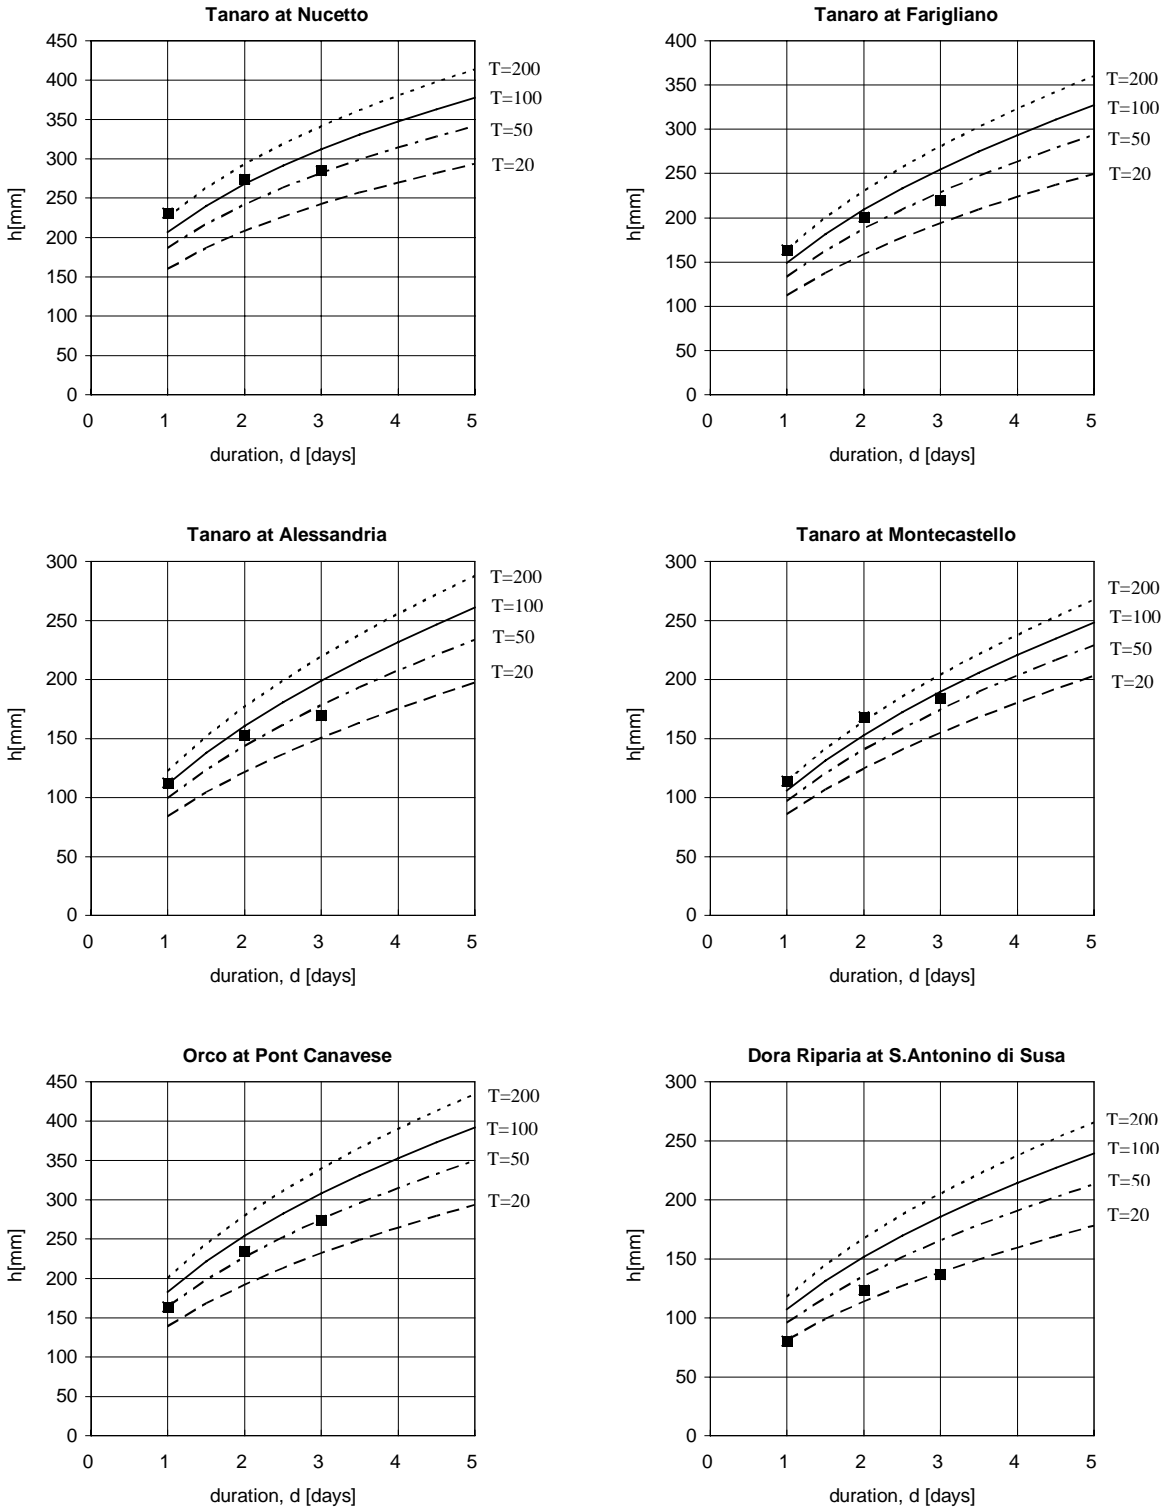 Tanaro at Nucetto
450
400
350
300
250
200
150
100
50
0
h[mm]
T=200
T=100
T=50
T=20
0 1 2 3 4 5
duration, d [days]
Tanaro at Farigliano
400
350
300
250
200
150
100
50
0
h[mm]
T=200
T=100
T=50
T=20
0 1 2 3 4 5
duration, d [days]
Tanaro at Alessandria
300
250
200
150
100
50
0
h[mm]
T=200
T=100
T=50
T=20
0 1 2 3 4 5
duration, d [days]
Tanaro at Montecastello
300
250
200
150
100
50
0
h[mm]
T=200
T=100
T=50
T=20
0 1 2 3 4 5
duration, d [days]
Orco at Pont Canavese
450
400
350
300
250
200
150
100
50
0
h[mm]
T=200
T=100
T=50
T=20
0 1 2 3 4 5
duration, d [days]
Dora Riparia at S.Antonino di Susa
300
250
200
150
100
50
0
h[mm]
T=200
T=100
T=50
T=20
0 1 2 3 4 5
duration, d [days]